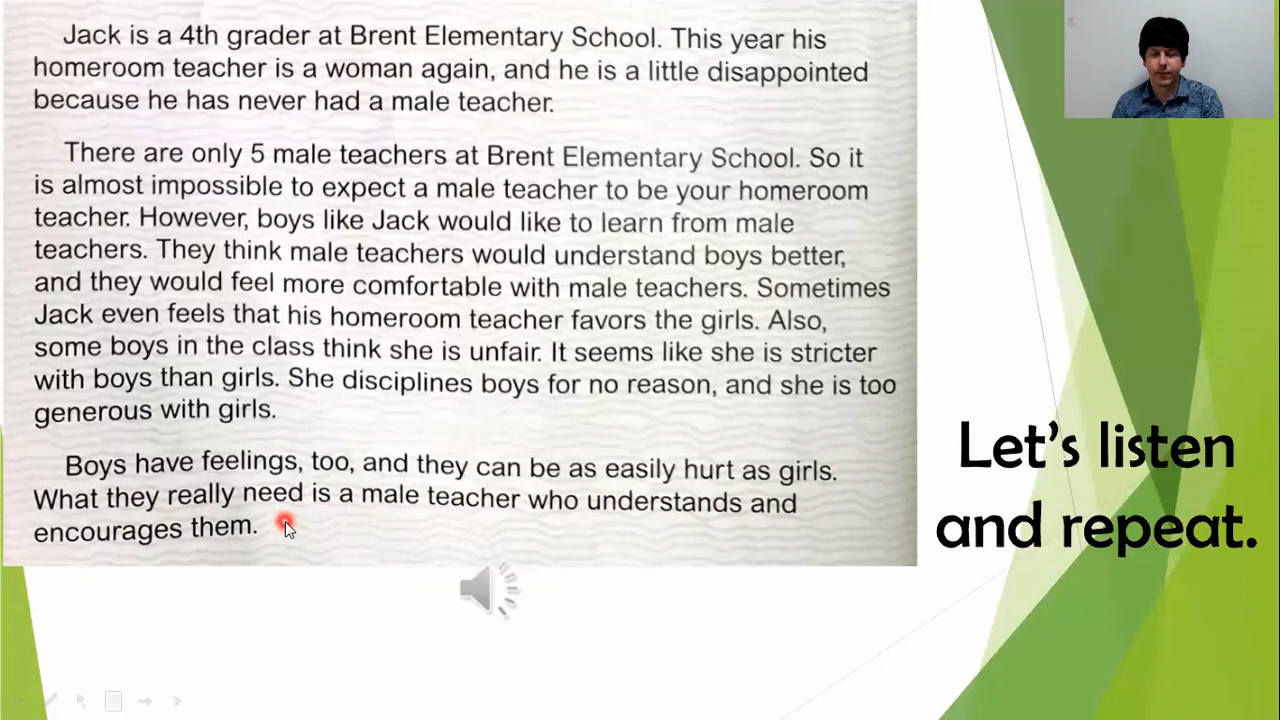 Jack is a 4th grader at Brent Elementary School. This year his
homeroom teacher is a woman again, and he is a little disappointed
because he has never had a male teacher.
There are only 5 male teachers at Brent Elementary School. So it
is almost impossible to expect a male teacher to be your homeroom
teacher. However, boys like Jack would like to learn from male
teachers. They think male teachers would understand boys better,
and they would feel more comfortable with male teachers. Sometimes
Jack even feels that his homeroom teacher favors the girls. Also,
some boys in the class think she is unfair. It seems like she is stricter
with boys than girls. She disciplines boys for no reason, and she is too
generous with girls.
Boys have feelings, too, and they can be as easily hurt as girls.
What they really need is a male teacher who understands and
encourages them.
Let's listen
and repeat.